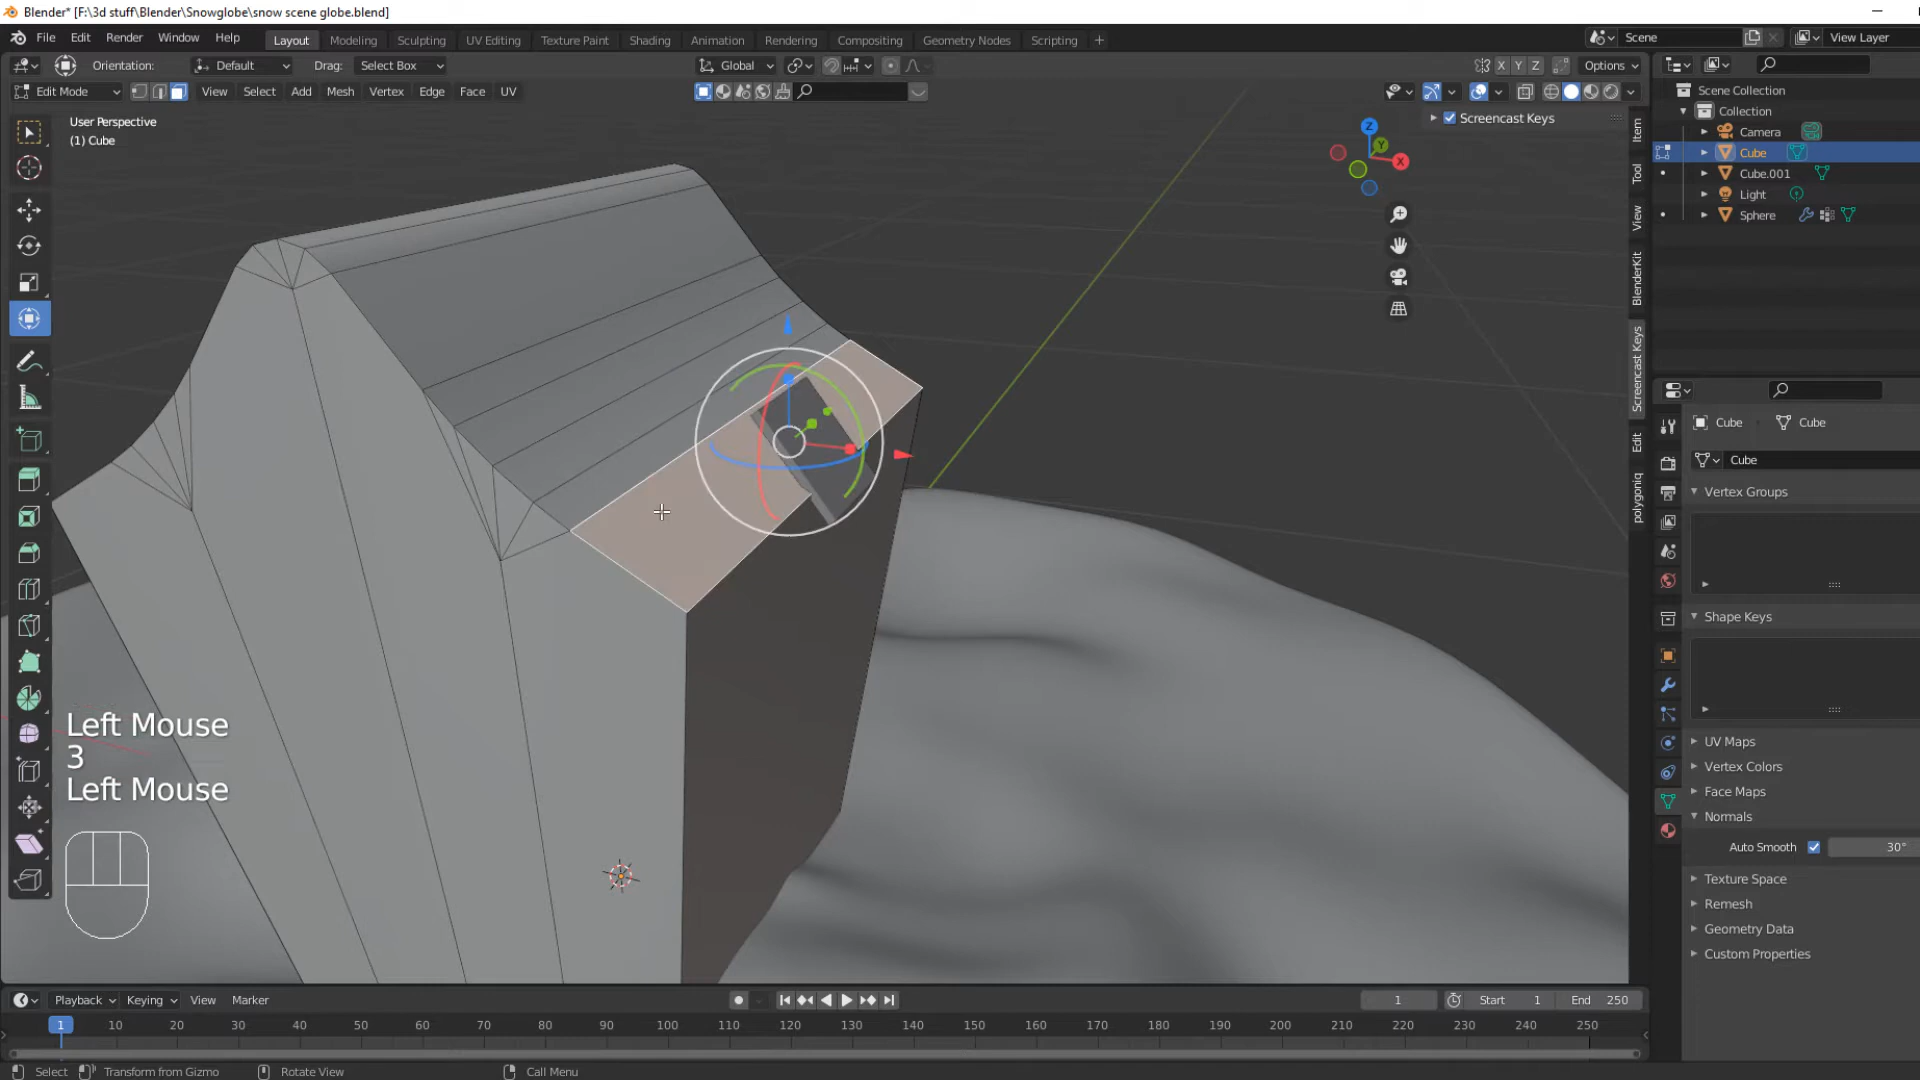 Blender* [F:\3d stuff\Blender\Snowglobe\snow scene globe.blend]
File Edit Render Window Help Layout Modeling Sculpting UV Editing Texture Paint Shading Animation Rendering Compositing Geometry Nodes Scripting + Scene View Layer
Orientation: Default Drag: Select Box Global X Y Z Options
Edit Mode View Select Add Mesh Vertex Edge Face UV
User Perspective
(1) Cube
Screencast Keys
Z
Y
X
Item
Tool
View
BlenderKit
Screencast Keys
Edit
polygoniq
Scene Collection
Collection
Camera
Cube
Cube.001
Light
Sphere
Cube Cube
Cube
Vertex Groups
Shape Keys
UV Maps
Vertex Colors
Face Maps
Normals
Auto Smooth 30°
Texture Space
Remesh
Geometry Data
Custom Properties
Left Mouse
3
Left Mouse
Playback Keying View Marker 1 Start 1 End 250
1 10 20 30 40 50 60 70 80 90 100 110 120 130 140 150 160 170 180 190 200 210 220 230 240 250
Select Transform from Gizmo Rotate View Call Menu